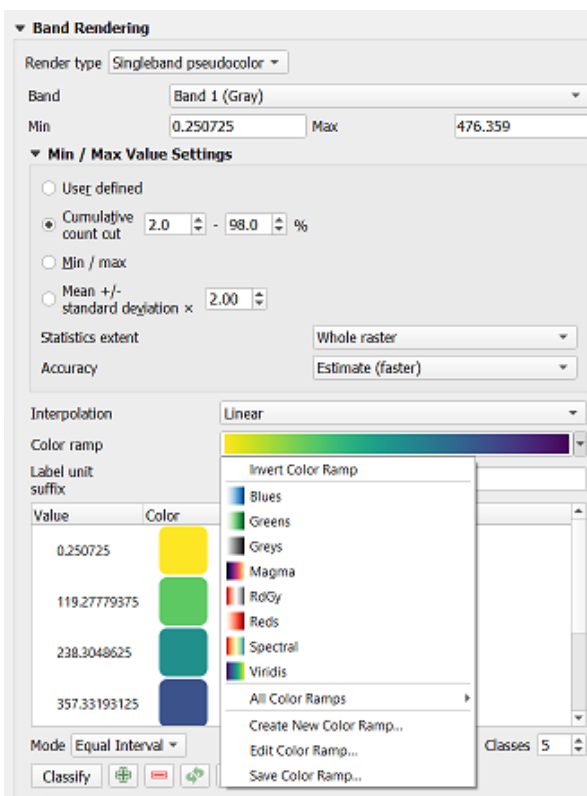 Band Rendering
Render type Singleband pseudocolor
Band Band 1 (Gray)
Min 0.250725 Max 476.359
Min / Max Value Settings
User defined
Cumulative
count cut 2.0 - 98.0 %
Min / max
Mean +/-
standard deviation × 2.00
Statistics extent Whole raster
Accuracy Estimate (faster)
Interpolation Linear
Color ramp
Label unit
suffix
Invert Color Ramp
Blues
Greens
Greys
Magma
RdGy
Reds
Spectral
Viridis
All Color Ramps
Create New Color Ramp...
Edit Color Ramp...
Save Color Ramp...
Value Color
0.250725
119.27779375
238.3048625
357.33193125
Mode Equal Interval Classes 5
Classify